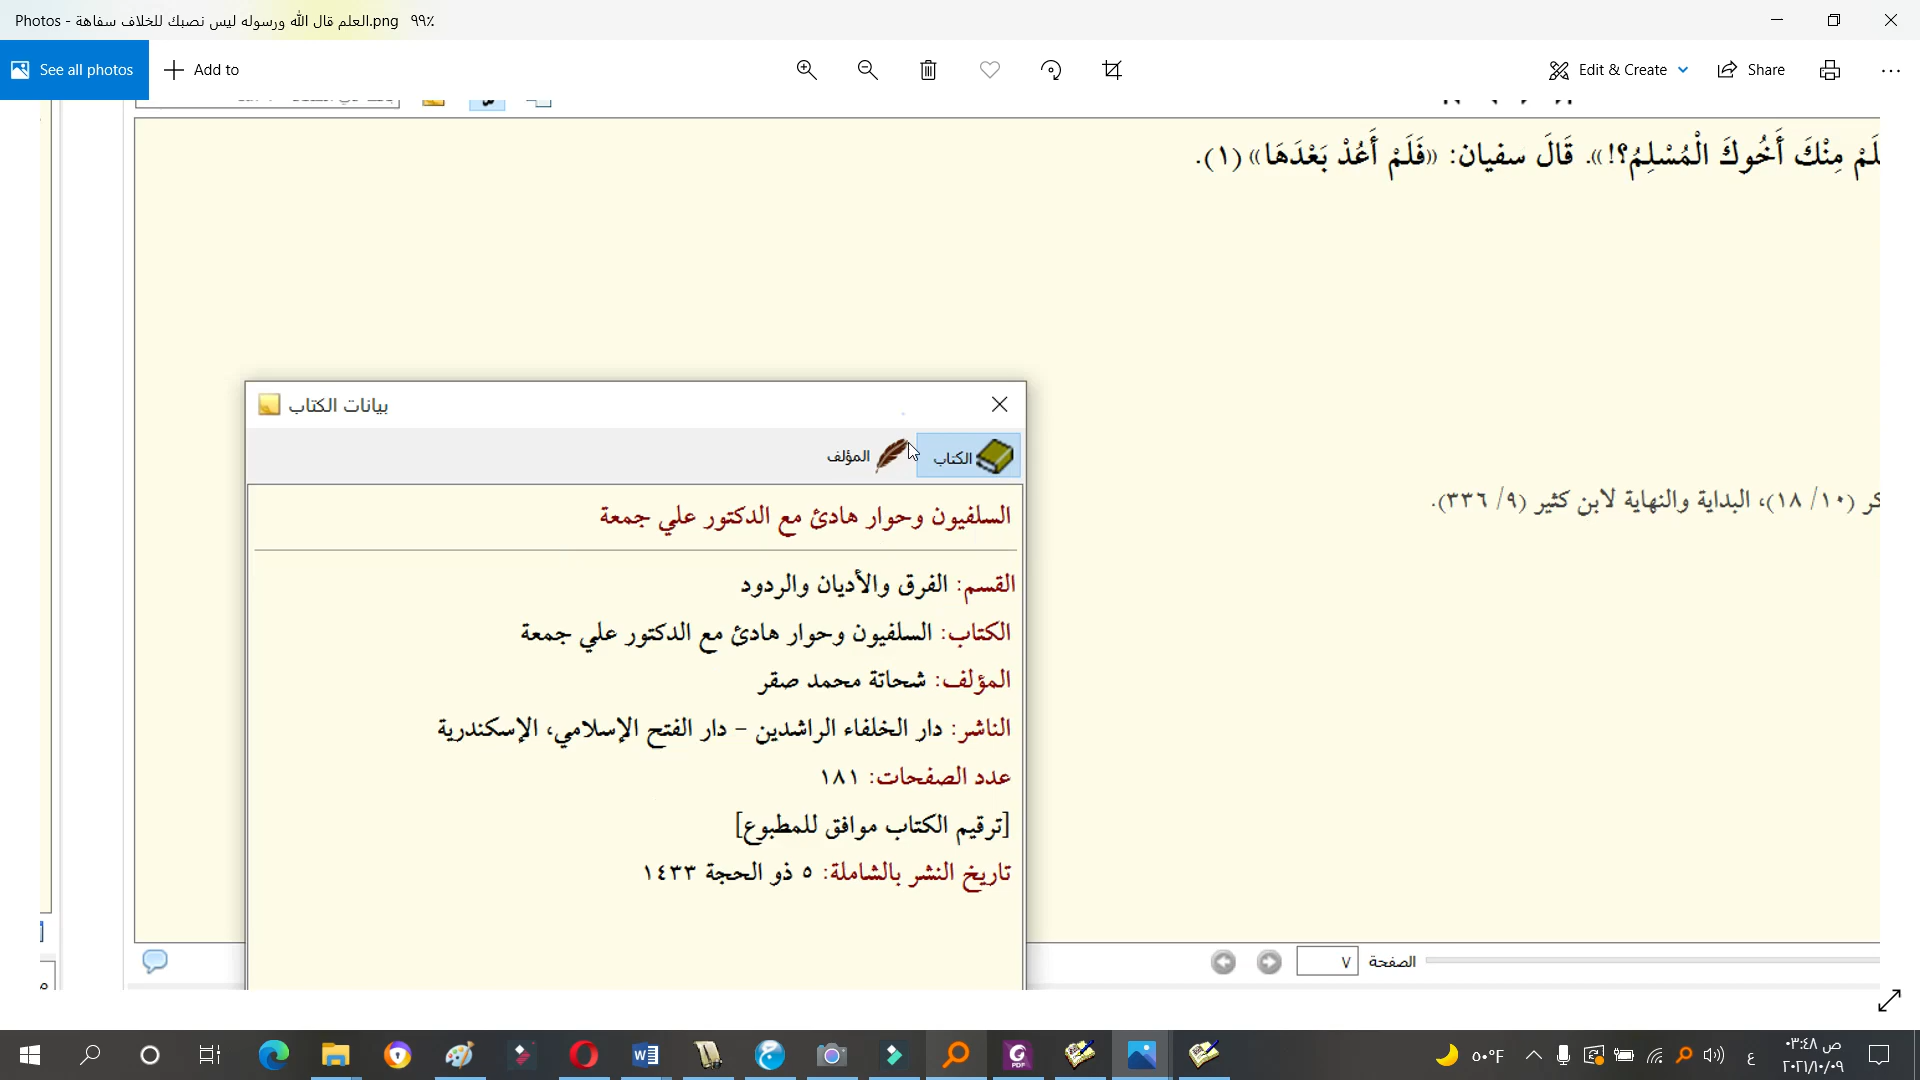 Photos - العلم قال الله ورسوله ليس نصبك للخلاف سفاهة.png ٩٩٪
See all photos
Add to
Edit & Create
Share
مِنْكَ أَخُوكَ الْمُسْلِمُ؟!». قَالَ سفيان: «فَلَمْ أَعُدْ بَعْدَهَا» (١).
بيانات الكتاب
الكتاب
المؤلف
السلفيون وحوار هادئ مع الدكتور علي جمعة
القسم: الفرق والأديان والردود
الكتاب: السلفيون وحوار هادئ مع الدكتور علي جمعة
المؤلف: شحاتة محمد صقر
الناشر: دار الخلفاء الراشدين - دار الفتح الإسلامي، الإسكندرية
عدد الصفحات: ١٨١
[ترقيم الكتاب موافق للمطبوع]
تاريخ النشر بالشاملة: ٥ ذو الحجة ١٤٣٣
(١٠/ ١٨)، البداية والنهاية لابن كثير (٩/ ٣٣٦).
الصفحة ٧
٥٠°F
ع
٠٣:٤٨ ص
٢٠٢١/١٠/٠٩